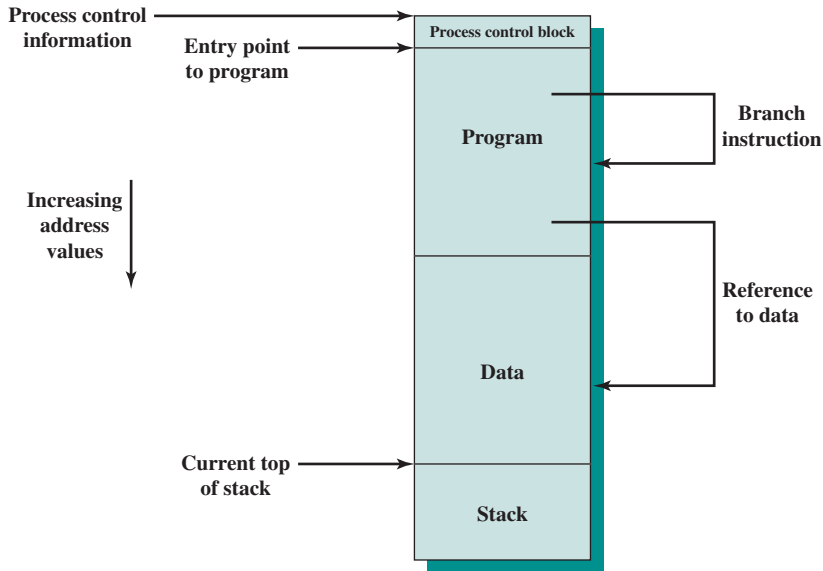 Process control
information
Process control block
Entry point
to program
Program
Branch
instruction
Increasing
address
values
Reference
to data
Data
Current top
of stack
Stack